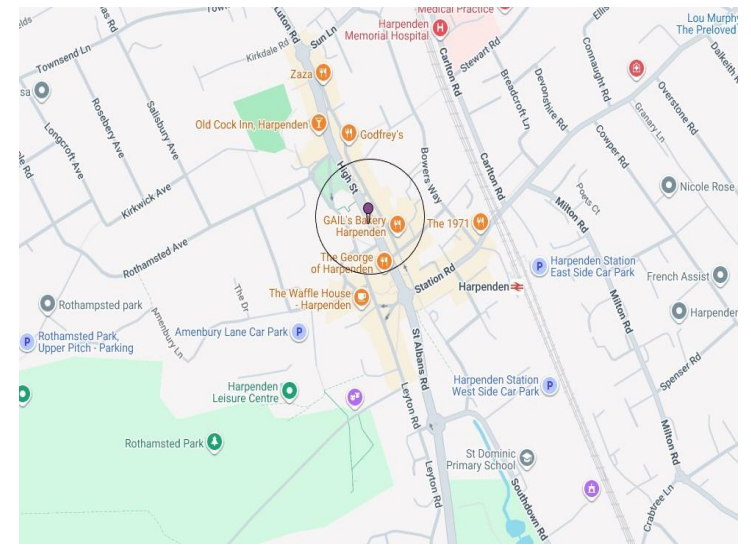 Medical Practice
Harpenden
Memorial Hospital
Luton Rd
Sun Ln
Kirkdale Rd
Townsend Ln
Zaza
Stewart Rd
Carlton Rd
Lou Murphy
The Preloved
Dalkeith
Connaught Rd
Overstone Rd
Devonshire Rd
Breadcroft Ln
Granary Ln
Cowper Rd
Salisbury Ave
Rosebery Ave
Longcroft Ave
Old Cock Inn, Harpenden
Godfrey's
High St
Bowers Way
Carlton Rd
Poets Ct
Nicole Rose
Milton Rd
Kirkwick Ave
Rothamsted Ave
GAIL's Bakery
Harpenden
The 1971
The George
of Harpenden
Station Rd
Harpenden
Harpenden Station
East Side Car Park
French Assist
The Waffle House
- Harpenden
Rothampsted park
The Dr
Amenbury Ln
Amenbury Lane Car Park
Rothamsted Park,
Upper Pitch - Parking
Milton Rd
Harpender
St Albans Rd
Spenser Rd
Harpenden
Leisure Centre
Harpenden Station
West Side Car Park
Leyton Rd
Rothamsted Park
St Dominic
Primary School
Milton Rd
Leyton Rd
Southdown Rd
Crabtree Ln